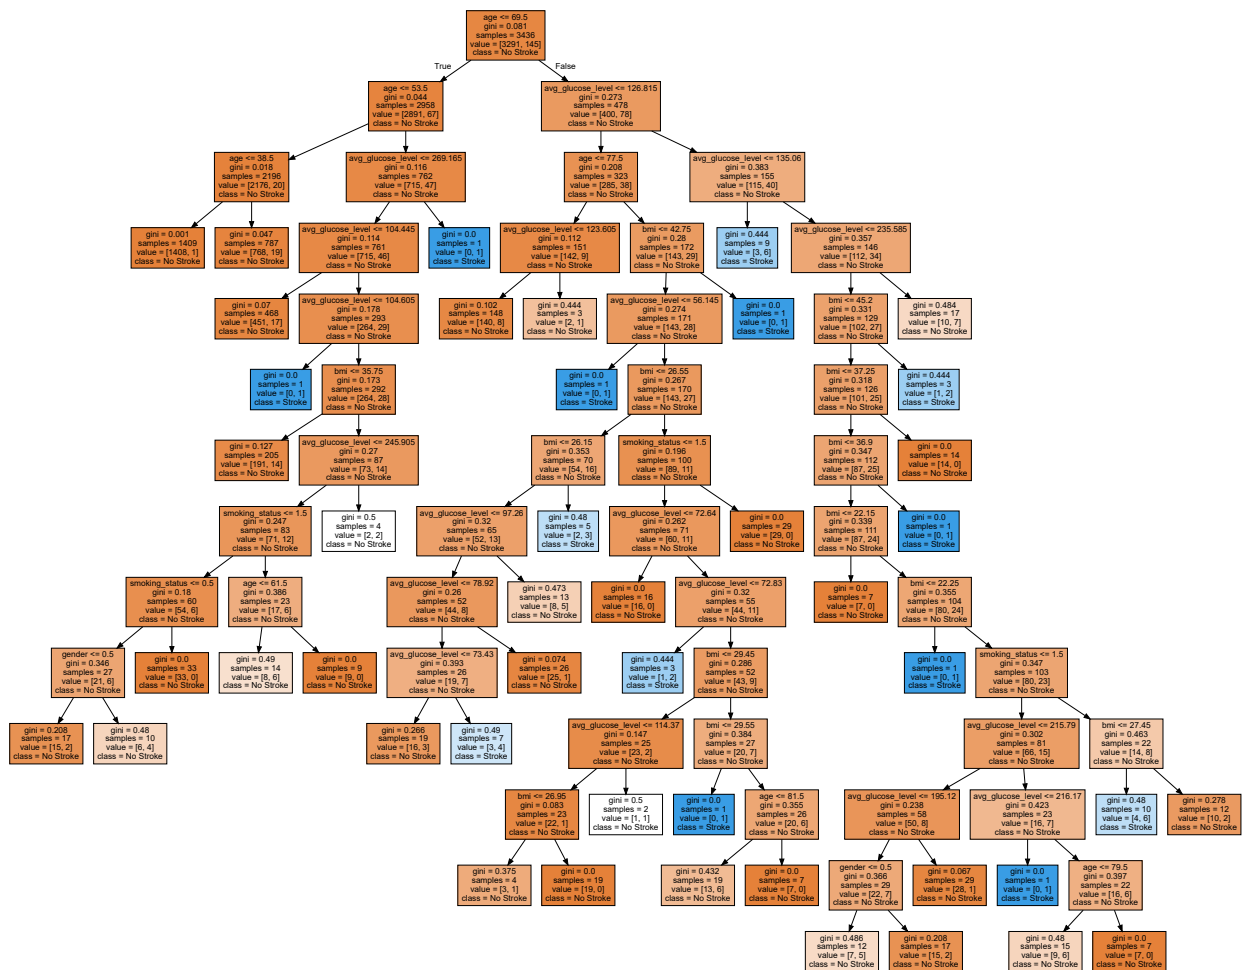 age <= 69.5
gini = 0.081
samples = 3436
value = [3291, 145]
class = No Stroke
True
False
age <= 53.5
gini = 0.044
samples = 2958
value = [2891, 67]
class = No Stroke
avg_glucose_level <= 126.815
gini = 0.273
samples = 478
value = [400, 78]
class = No Stroke
age <= 38.5
gini = 0.018
samples = 2196
value = [2176, 20]
class = No Stroke
avg_glucose_level <= 269.165
gini = 0.116
samples = 762
value = [715, 47]
class = No Stroke
age <= 77.5
gini = 0.208
samples = 323
value = [285, 38]
class = No Stroke
avg_glucose_level <= 135.06
gini = 0.383
samples = 155
value = [115, 40]
class = No Stroke
gini = 0.001
samples = 1409
value = [1408, 1]
class = No Stroke
gini = 0.047
samples = 787
value = [768, 19]
class = No Stroke
avg_glucose_level <= 104.445
gini = 0.114
samples = 761
value = [715, 46]
class = No Stroke
gini = 0.0
samples = 1
value = [0, 1]
class = Stroke
avg_glucose_level <= 123.605
gini = 0.112
samples = 151
value = [142, 9]
class = No Stroke
bmi <= 42.75
gini = 0.28
samples = 172
value = [143, 29]
class = No Stroke
gini = 0.444
samples = 9
value = [3, 6]
class = Stroke
avg_glucose_level <= 235.585
gini = 0.357
samples = 146
value = [112, 34]
class = No Stroke
gini = 0.07
samples = 468
value = [451, 17]
class = No Stroke
avg_glucose_level <= 104.605
gini = 0.178
samples = 293
value = [264, 29]
class = No Stroke
gini = 0.102
samples = 148
value = [140, 8]
class = No Stroke
gini = 0.444
samples = 3
value = [2, 1]
class = No Stroke
avg_glucose_level <= 56.145
gini = 0.274
samples = 171
value = [143, 28]
class = No Stroke
gini = 0.0
samples = 1
value = [0, 1]
class = Stroke
bmi <= 45.2
gini = 0.331
samples = 129
value = [102, 27]
class = No Stroke
gini = 0.484
samples = 17
value = [10, 7]
class = No Stroke
gini = 0.0
samples = 1
value = [0, 1]
class = Stroke
bmi <= 35.75
gini = 0.173
samples = 292
value = [264, 28]
class = No Stroke
gini = 0.0
samples = 1
value = [0, 1]
class = Stroke
bmi <= 26.55
gini = 0.267
samples = 170
value = [143, 27]
class = No Stroke
bmi <= 37.25
gini = 0.318
samples = 126
value = [101, 25]
class = No Stroke
gini = 0.444
samples = 3
value = [1, 2]
class = Stroke
gini = 0.127
samples = 205
value = [191, 14]
class = No Stroke
avg_glucose_level <= 245.905
gini = 0.27
samples = 87
value = [73, 14]
class = No Stroke
bmi <= 26.15
gini = 0.353
samples = 70
value = [54, 16]
class = No Stroke
smoking_status <= 1.5
gini = 0.196
samples = 100
value = [89, 11]
class = No Stroke
bmi <= 36.9
gini = 0.347
samples = 112
value = [87, 25]
class = No Stroke
gini = 0.0
samples = 14
value = [14, 0]
class = No Stroke
smoking_status <= 1.5
gini = 0.247
samples = 83
value = [71, 12]
class = No Stroke
gini = 0.5
samples = 4
value = [2, 2]
class = No Stroke
avg_glucose_level <= 97.26
gini = 0.32
samples = 65
value = [52, 13]
class = No Stroke
gini = 0.48
samples = 5
value = [2, 3]
class = Stroke
avg_glucose_level <= 72.64
gini = 0.262
samples = 71
value = [60, 11]
class = No Stroke
gini = 0.0
samples = 29
value = [29, 0]
class = No Stroke
bmi <= 22.15
gini = 0.339
samples = 111
value = [87, 24]
class = No Stroke
gini = 0.0
samples = 1
value = [0, 1]
class = Stroke
smoking_status <= 0.5
gini = 0.18
samples = 60
value = [54, 6]
class = No Stroke
age <= 61.5
gini = 0.386
samples = 23
value = [17, 6]
class = No Stroke
avg_glucose_level <= 78.92
gini = 0.26
samples = 52
value = [44, 8]
class = No Stroke
gini = 0.473
samples = 13
value = [8, 5]
class = No Stroke
gini = 0.0
samples = 16
value = [16, 0]
class = No Stroke
avg_glucose_level <= 72.83
gini = 0.32
samples = 55
value = [44, 11]
class = No Stroke
gini = 0.0
samples = 7
value = [7, 0]
class = No Stroke
bmi <= 22.25
gini = 0.355
samples = 104
value = [80, 24]
class = No Stroke
gender <= 0.5
gini = 0.346
samples = 27
value = [21, 6]
class = No Stroke
gini = 0.0
samples = 33
value = [33, 0]
class = No Stroke
gini = 0.49
samples = 14
value = [8, 6]
class = No Stroke
gini = 0.0
samples = 9
value = [9, 0]
class = No Stroke
avg_glucose_level <= 73.43
gini = 0.393
samples = 26
value = [19, 7]
class = No Stroke
gini = 0.074
samples = 26
value = [25, 1]
class = No Stroke
gini = 0.444
samples = 3
value = [1, 2]
class = Stroke
bmi <= 29.45
gini = 0.286
samples = 52
value = [43, 9]
class = No Stroke
gini = 0.0
samples = 1
value = [0, 1]
class = Stroke
smoking_status <= 1.5
gini = 0.347
samples = 103
value = [80, 23]
class = No Stroke
gini = 0.208
samples = 17
value = [15, 2]
class = No Stroke
gini = 0.48
samples = 10
value = [6, 4]
class = No Stroke
gini = 0.266
samples = 19
value = [16, 3]
class = No Stroke
gini = 0.49
samples = 7
value = [3, 4]
class = Stroke
avg_glucose_level <= 114.37
gini = 0.147
samples = 25
value = [23, 2]
class = No Stroke
bmi <= 29.55
gini = 0.384
samples = 27
value = [20, 7]
class = No Stroke
avg_glucose_level <= 215.79
gini = 0.302
samples = 81
value = [66, 15]
class = No Stroke
bmi <= 27.45
gini = 0.463
samples = 22
value = [14, 8]
class = No Stroke
bmi <= 26.95
gini = 0.083
samples = 23
value = [22, 1]
class = No Stroke
gini = 0.5
samples = 2
value = [1, 1]
class = No Stroke
gini = 0.0
samples = 1
value = [0, 1]
class = Stroke
age <= 81.5
gini = 0.355
samples = 26
value = [20, 6]
class = No Stroke
avg_glucose_level <= 195.12
gini = 0.238
samples = 58
value = [50, 8]
class = No Stroke
avg_glucose_level <= 216.17
gini = 0.423
samples = 23
value = [16, 7]
class = No Stroke
gini = 0.48
samples = 10
value = [4, 6]
class = Stroke
gini = 0.278
samples = 12
value = [10, 2]
class = No Stroke
gini = 0.375
samples = 4
value = [3, 1]
class = No Stroke
gini = 0.0
samples = 19
value = [19, 0]
class = No Stroke
gini = 0.432
samples = 19
value = [13, 6]
class = No Stroke
gini = 0.0
samples = 7
value = [7, 0]
class = No Stroke
gender <= 0.5
gini = 0.366
samples = 29
value = [22, 7]
class = No Stroke
gini = 0.067
samples = 29
value = [28, 1]
class = No Stroke
gini = 0.0
samples = 1
value = [0, 1]
class = Stroke
age <= 79.5
gini = 0.397
samples = 22
value = [16, 6]
class = No Stroke
gini = 0.486
samples = 12
value = [7, 5]
class = No Stroke
gini = 0.208
samples = 17
value = [15, 2]
class = No Stroke
gini = 0.48
samples = 15
value = [9, 6]
class = No Stroke
gini = 0.0
samples = 7
value = [7, 0]
class = No Stroke